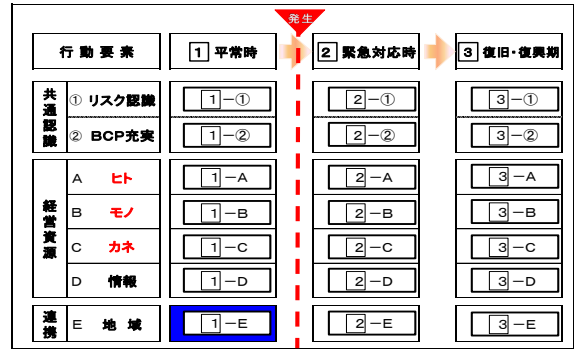 発生
行動要素 1 平常時 2 緊急対応時 3 復旧・復興期
共通認識
① リスク認識 1－① 2－① 3－①
② BCP充実 1－② 2－② 3－②
経営資源
A ヒト 1－A 2－A 3－A
B モノ 1－B 2－B 3－B
C カネ 1－C 2－C 3－C
D 情報 1－D 2－D 3－D
連携
E 地域 1－E 2－E 3－E